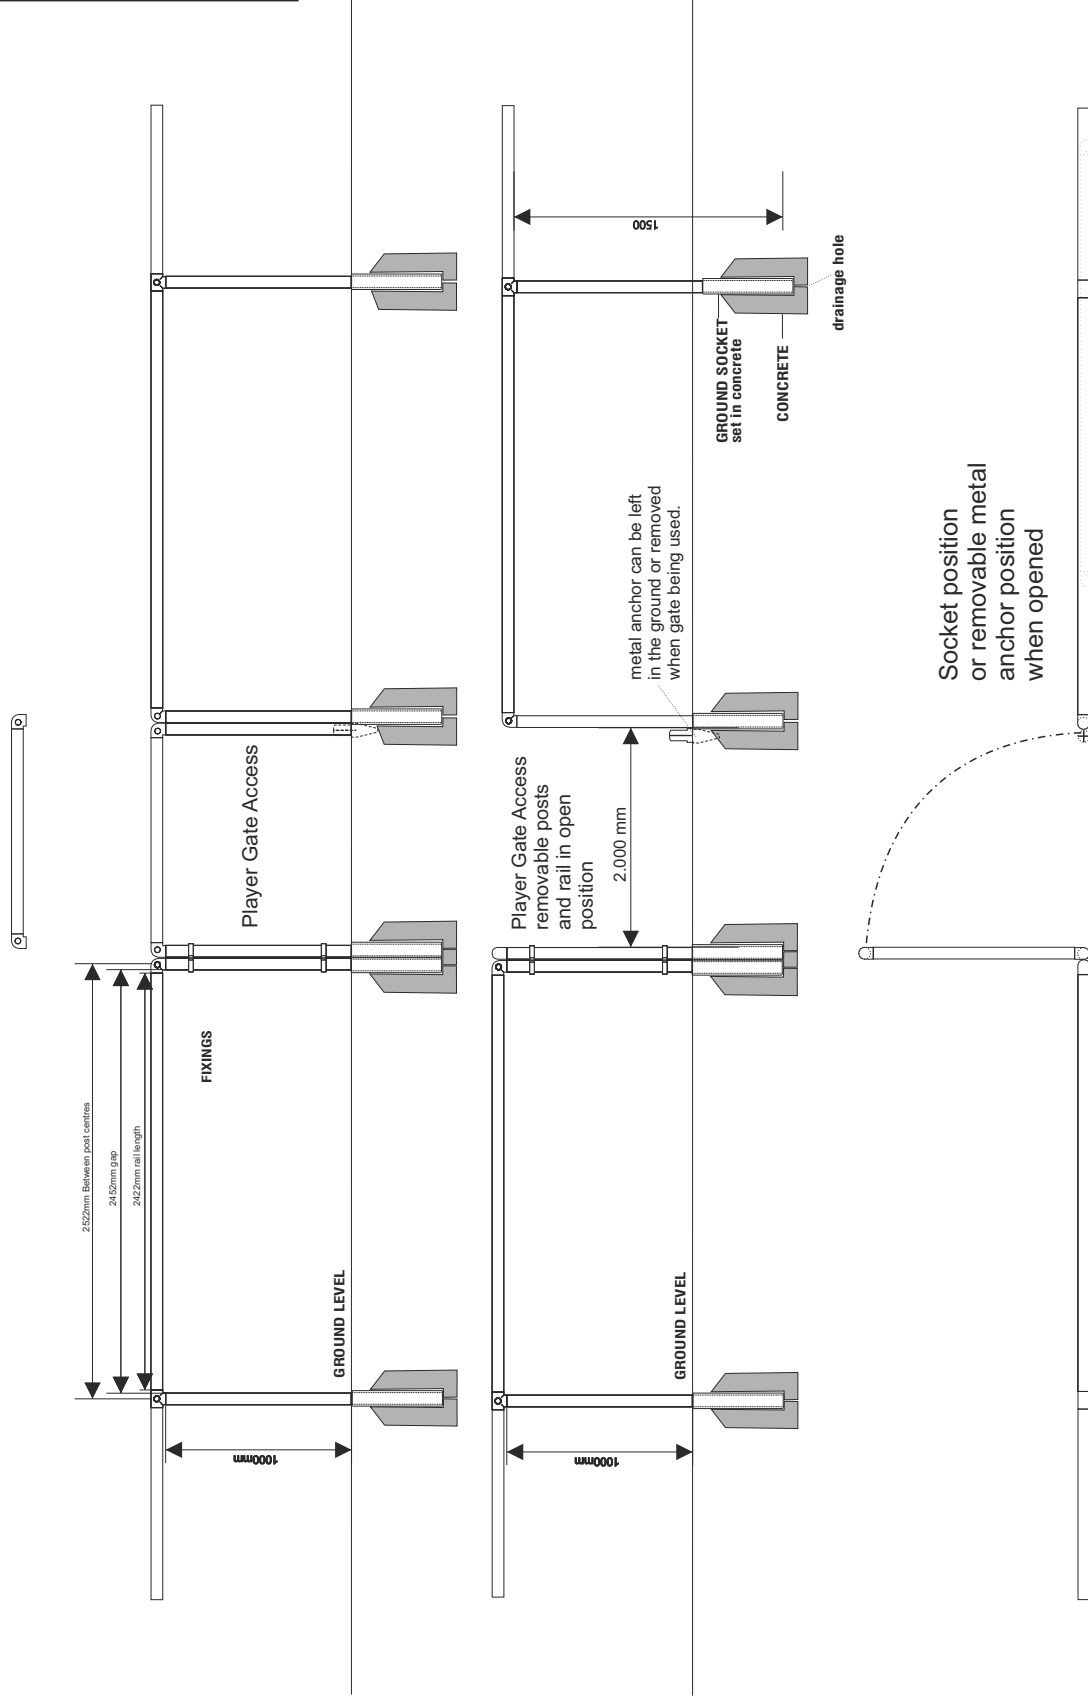 2522mm Between post centres
2452mm gap
2422mm rail length
FIXINGS
Player Gate Access
1000mm
GROUND LEVEL
Player Gate Access
removable posts
and rail in open
position
2.000 mm
metal anchor can be left
in the ground or removed
when gate being used.
1500
1000mm
GROUND LEVEL
GROUND SOCKET
set in concrete
CONCRETE
drainage hole
Socket position
or removable metal
anchor position
when opened